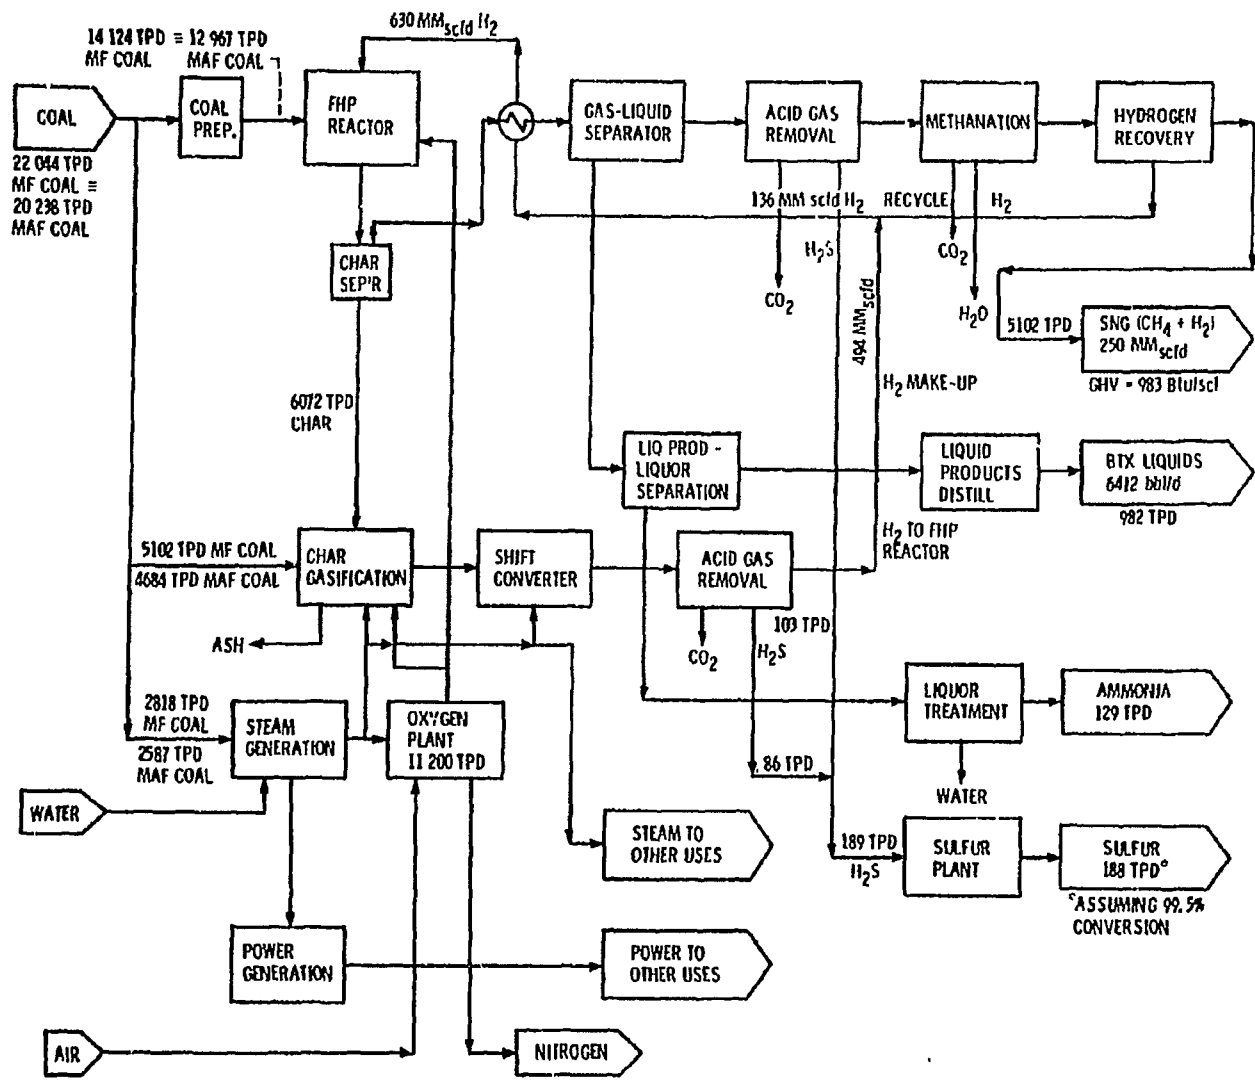 630 MMscfd H2
14 124 TPD ≡ 12 967 TPD
MF COAL MAF COAL
COAL
COAL
PREP.
FHP
REACTOR
GAS-LIQUID
SEPARATOR
ACID GAS
REMOVAL
METHANATION
HYDROGEN
RECOVERY
22 044 TPD
MF COAL ≡
20 238 TPD
MAF COAL
136 MM scfd H2 RECYCLE
H2
CHAR
SEP'R
H2S
CO2
CO2
H2O
494 MMscfd
5102 TPD
SNG (CH4 + H2)
250 MMscfd
GHV = 983 Btu/scf
H2 MAKE-UP
6072 TPD
CHAR
LIQ PROD -
LIQUOR
SEPARATION
LIQUID
PRODUCTS
DISTILL
BTX LIQUIDS
6412 bbl/d
982 TPD
H2 TO FHP
REACTOR
5102 TPD MF COAL
4684 TPD MAF COAL
CHAR
GASIFICATION
SHIFT
CONVERTER
ACID GAS
REMOVAL
103 TPD
ASH
CO2
H2S
2818 TPD
MF COAL
2587 TPD
MAF COAL
STEAM
GENERATION
OXYGEN
PLANT
11 200 TPD
LIQUOR
TREATMENT
AMMONIA
129 TPD
86 TPD
WATER
WATER
STEAM TO
OTHER USES
189 TPD
H2S
SULFUR
PLANT
SULFUR
188 TPD°
°ASSUMING 99.5%
CONVERSION
POWER
GENERATION
POWER TO
OTHER USES
AIR
NITROGEN